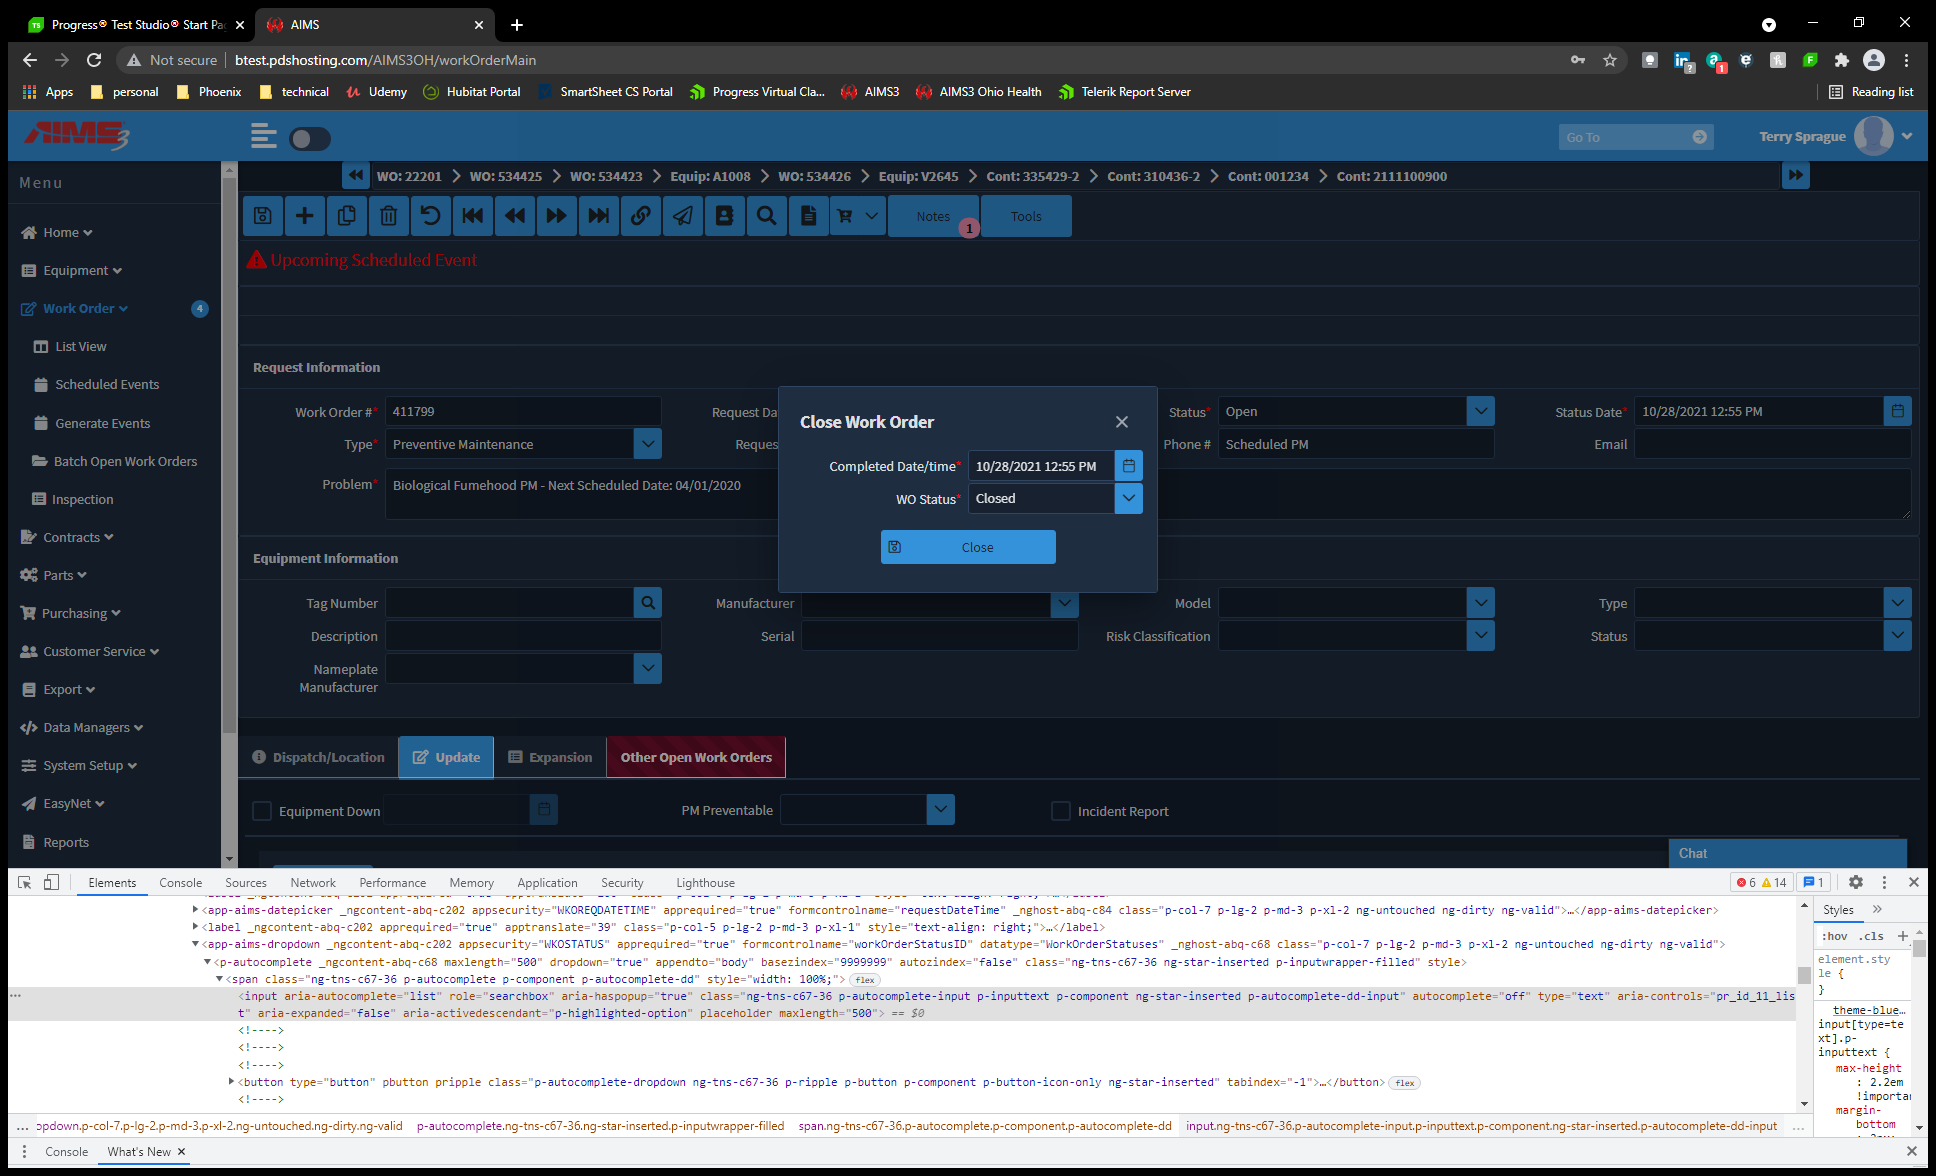 Progress® Test Studio® Start Pa
AIMS
Not secure
btest.pdshosting.com/AIMS3OH/workOrderMain
Apps
personal
Phoenix
technical
Udemy
Hubitat Portal
SmartSheet CS Portal
Progress Virtual Cla...
AIMS3
AIMS3 Ohio Health
Telerik Report Server
Reading list
AIMS3
Go To
Terry Sprague
Menu
WO: 22201
WO: 534425
WO: 534423
Equip: A1008
WO: 534426
Equip: V2645
Cont: 335429-2
Cont: 310436-2
Cont: 001234
Cont: 2111100900
Notes
1
Tools
Upcoming Scheduled Event
Home
Equipment
Work Order
4
List View
Scheduled Events
Generate Events
Batch Open Work Orders
Inspection
Contracts
Parts
Purchasing
Customer Service
Export
Data Managers
System Setup
EasyNet
Reports
Request Information
Work Order #*
411799
Request Da
Status*
Open
Status Date*
10/28/2021 12:55 PM
Type*
Preventive Maintenance
Reques
Phone #
Scheduled PM
Email
Problem*
Biological Fumehood PM - Next Scheduled Date: 04/01/2020
Close Work Order
Completed Date/time*
10/28/2021 12:55 PM
WO Status*
Closed
Close
Equipment Information
Tag Number
Manufacturer
Model
Type
Description
Serial
Risk Classification
Status
Nameplate
Manufacturer
Dispatch/Location
Update
Expansion
Other Open Work Orders
Equipment Down
PM Preventable
Incident Report
Chat
Elements
Console
Sources
Network
Performance
Memory
Application
Security
Lighthouse
6
14
1
<app-aims-datepicker _ngcontent-abq-c202 appsecurity="WKOREQDATETIME" apprequired="true" formcontrolname="requestDateTime" _nghost-abq-c84 class="p-col-7 p-lg-2 p-md-3 p-xl-2 ng-untouched ng-dirty ng-valid">…</app-aims-datepicker>
<label _ngcontent-abq-c202 apprequired="true" apptranslate="39" class="p-col-5 p-lg-2 p-md-3 p-xl-1" style="text-align: right;">…</label>
<app-aims-dropdown _ngcontent-abq-c202 appsecurity="WKOSTATUS" apprequired="true" formcontrolname="workOrderStatusID" datatype="WorkOrderStatuses" _nghost-abq-c68 class="p-col-7 p-lg-2 p-md-3 p-xl-2 ng-untouched ng-dirty ng-valid">
<p-autocomplete _ngcontent-abq-c68 maxlength="500" dropdown="true" appendto="body" basezindex="9999999" autozindex="false" class="ng-tns-c67-36 ng-star-inserted p-inputwrapper-filled" style>
<span class="ng-tns-c67-36 p-autocomplete p-component p-autocomplete-dd" style="width: 100%;"> flex
<input aria-autocomplete="list" role="searchbox" aria-haspopup="true" class="ng-tns-c67-36 p-autocomplete-input p-inputtext p-component ng-star-inserted p-autocomplete-dd-input" autocomplete="off" type="text" aria-controls="pr_id_11_lis
t" aria-expanded="false" aria-activedescendant="p-highlighted-option" placeholder maxlength="500"> == $0
<!---->
<!---->
<!---->
<button type="button" pbutton pripple class="p-autocomplete-dropdown ng-tns-c67-36 p-ripple p-button p-component p-button-icon-only ng-star-inserted" tabindex="-1">…</button> flex
<!---->
Styles
:hov .cls
element.sty
le {
}
theme-blue…
input[type=te
xt].p-
inputtext {
max-height
: 2.2em
!importa
margin-
bottom
... opdown.p-col-7.p-lg-2.p-md-3.p-xl-2.ng-untouched.ng-dirty.ng-valid
p-autocomplete.ng-tns-c67-36.ng-star-inserted.p-inputwrapper-filled
span.ng-tns-c67-36.p-autocomplete.p-component.p-autocomplete-dd
input.ng-tns-c67-36.p-autocomplete-input.p-inputtext.p-component.ng-star-inserted.p-autocomplete-dd-input ...
Console
What's New